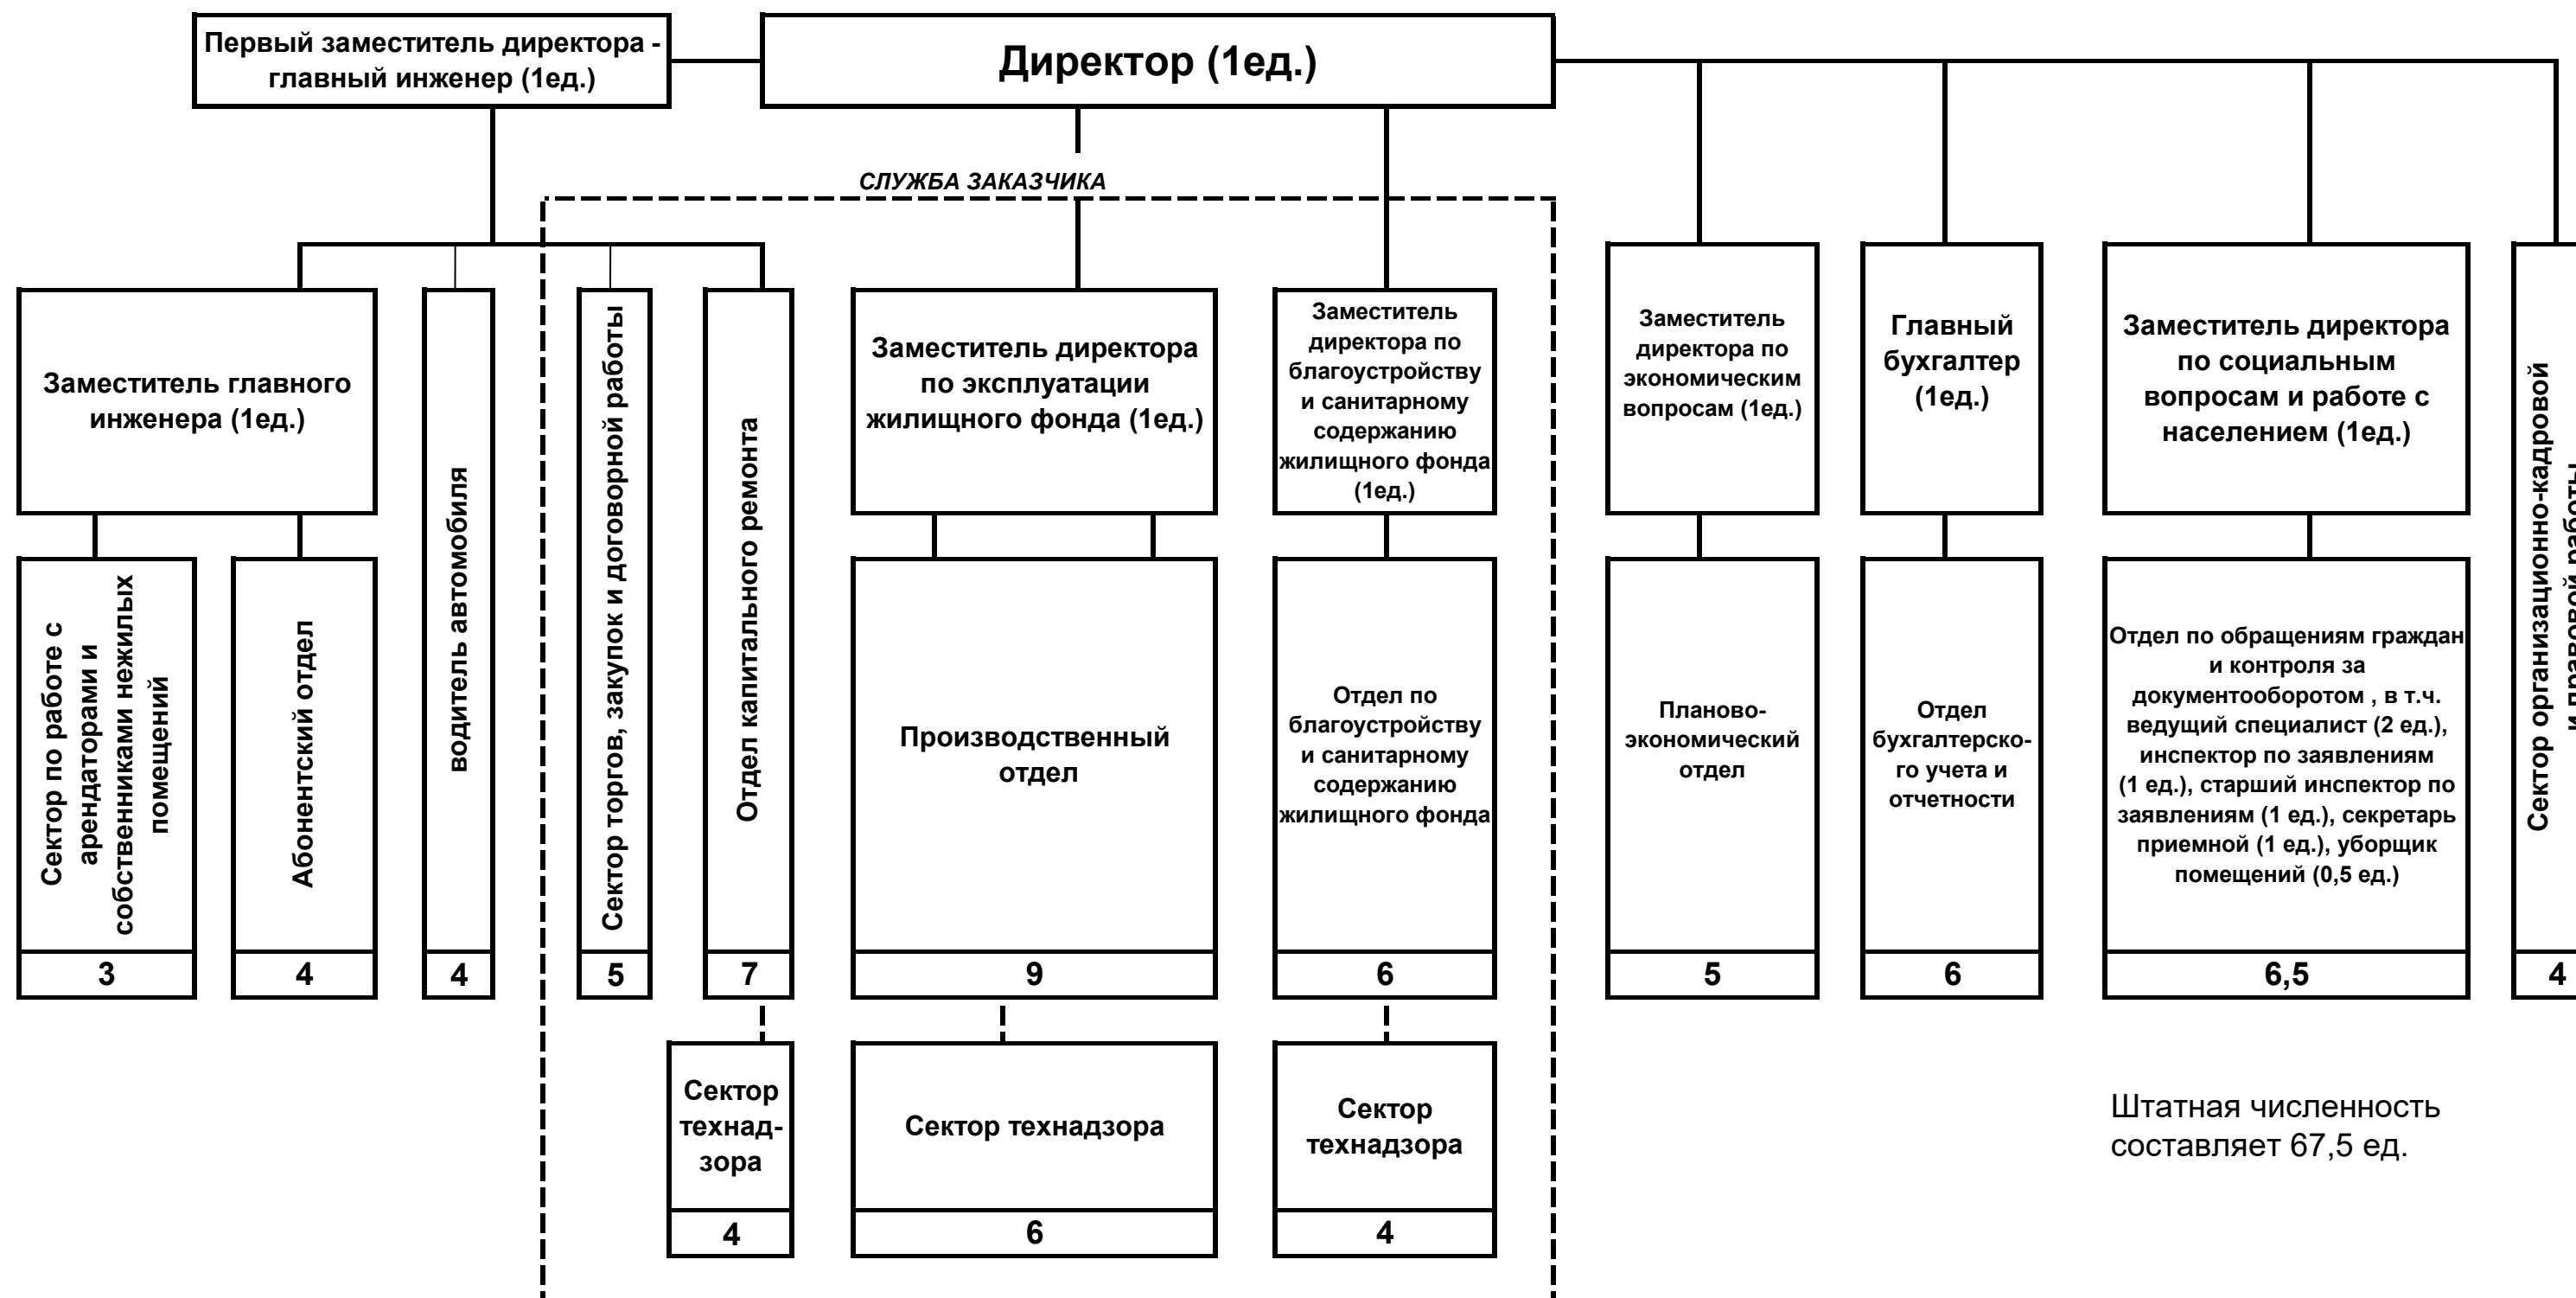 Первый заместитель директора -
главный инженер (1ед.)
Директор (1ед.)
СЛУЖБА ЗАКАЗЧИКА
Заместитель главного
инженера (1ед.)
водитель автомобиля
4
Сектор торгов, закупок и договорной работы
5
Отдел капитального ремонта
7
Заместитель директора
по эксплуатации
жилищного фонда (1ед.)
Заместитель
директора по
благоустройству
и санитарному
содержанию
жилищного фонда
(1ед.)
Заместитель
директора по
экономическим
вопросам (1ед.)
Главный
бухгалтер
(1ед.)
Заместитель директора
по социальным
вопросам и работе с
населением (1ед.)
Сектор организационно-кадровой
и правовой работы
4
Сектор по работе с
арендаторами и
собственниками нежилых
помещений
3
Абонентский отдел
4
Производственный
отдел
9
Отдел по
благоустройству
и санитарному
содержанию
жилищного фонда
6
Планово-
экономический
отдел
5
Отдел
бухгалтерско-
го учета и
отчетности
6
Отдел по обращениям граждан
и контроля за
документооборотом , в т.ч.
ведущий специалист (2 ед.),
инспектор по заявлениям
(1 ед.), старший инспектор по
заявлениям (1 ед.), секретарь
приемной (1 ед.), уборщик
помещений (0,5 ед.)
6,5
Сектор
технад-
зора
4
Сектор технадзора
6
Сектор
технадзора
4
Штатная численность
составляет 67,5 ед.